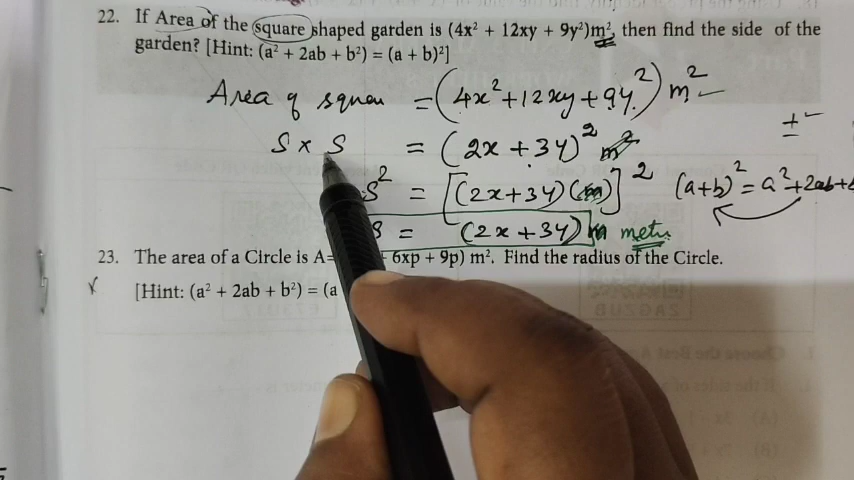 22. If Area of the square shaped garden is (4x² + 12xy + 9y²)m², then find the side of the
garden? [Hint: (a² + 2ab + b²) = (a + b)²]
Area of squar = (4x²+12xy+9y²) m²
S × S = (2x + 3y)² m²
S² = [(2x+3y)(m)]² (a+b)² = a²+2ab+
S = (2x+3y) m metr
23. The area of a Circle is A= + 6xp + 9p) m². Find the radius of the Circle.
[Hint: (a² + 2ab + b²) = (a